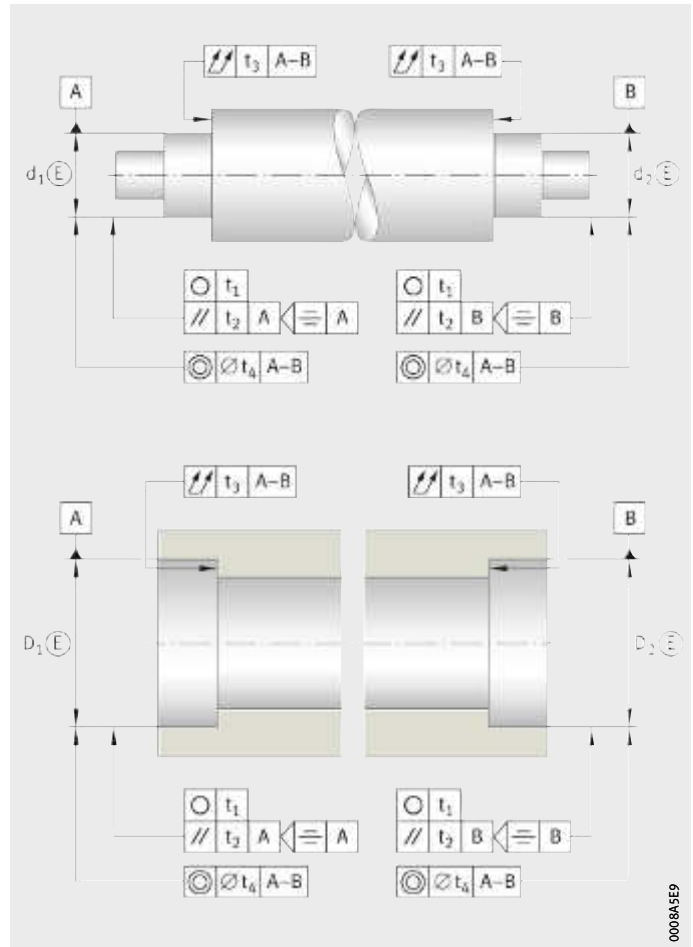 t3 A–B t3 A–B
A B
d1 Ⓔ d2 Ⓔ
t1 t1
// t2 A A // t2 B B
◎ ∅t4 A–B ◎ ∅t4 A–B
t3 A–B t3 A–B
A B
D1 Ⓔ D2 Ⓔ
t1 t1
// t2 A A // t2 B B
◎ ∅t4 A–B ◎ ∅t4 A–B
0008A5E9